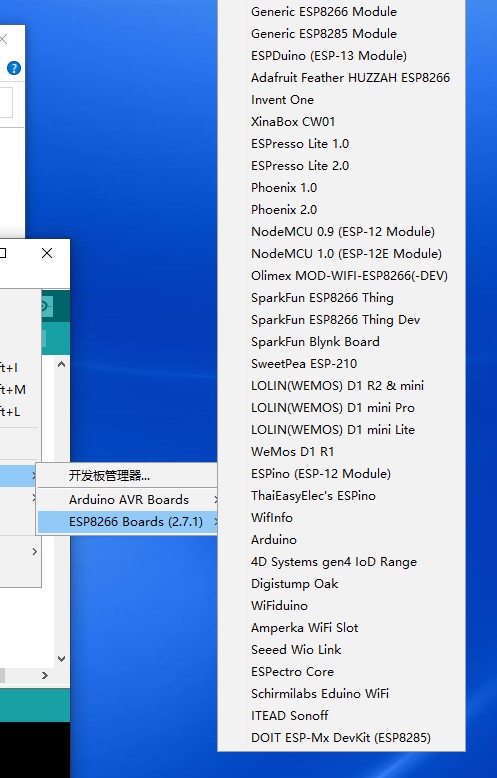 Generic ESP8266 Module
Generic ESP8285 Module
ESPDuino (ESP-13 Module)
Adafruit Feather HUZZAH ESP8266
Invent One
XinaBox CW01
ESPresso Lite 1.0
ESPresso Lite 2.0
Phoenix 1.0
Phoenix 2.0
NodeMCU 0.9 (ESP-12 Module)
NodeMCU 1.0 (ESP-12E Module)
Olimex MOD-WIFI-ESP8266(-DEV)
SparkFun ESP8266 Thing
SparkFun ESP8266 Thing Dev
SparkFun Blynk Board
SweetPea ESP-210
LOLIN(WEMOS) D1 R2 & mini
LOLIN(WEMOS) D1 mini Pro
LOLIN(WEMOS) D1 mini Lite
WeMos D1 R1
ESPino (ESP-12 Module)
ThaiEasyElec's ESPino
WifInfo
Arduino
4D Systems gen4 IoD Range
Digistump Oak
WiFiduino
Amperka WiFi Slot
Seeed Wio Link
ESPectro Core
Schirmilabs Eduino WiFi
ITEAD Sonoff
DOIT ESP-Mx DevKit (ESP8285)
?
ft+I
ft+M
ft+L
开发板管理器...
Arduino AVR Boards
ESP8266 Boards (2.7.1)